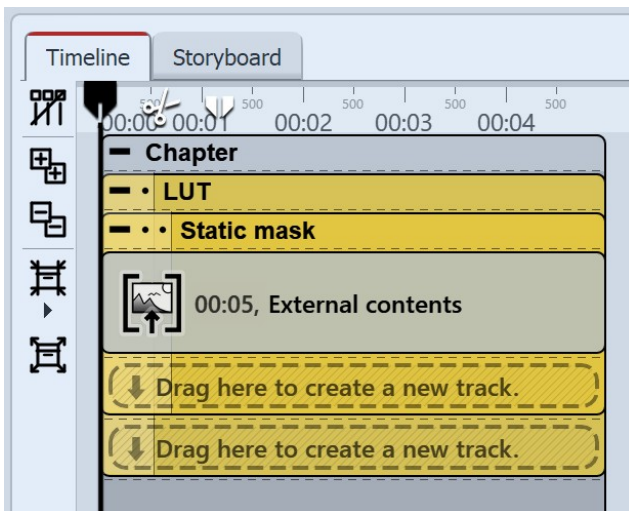 Timeline Storyboard
500 500 500 500 500
00:00 00:01 00:02 00:03 00:04
Chapter
LUT
Static mask
00:05, External contents
Drag here to create a new track.
Drag here to create a new track.